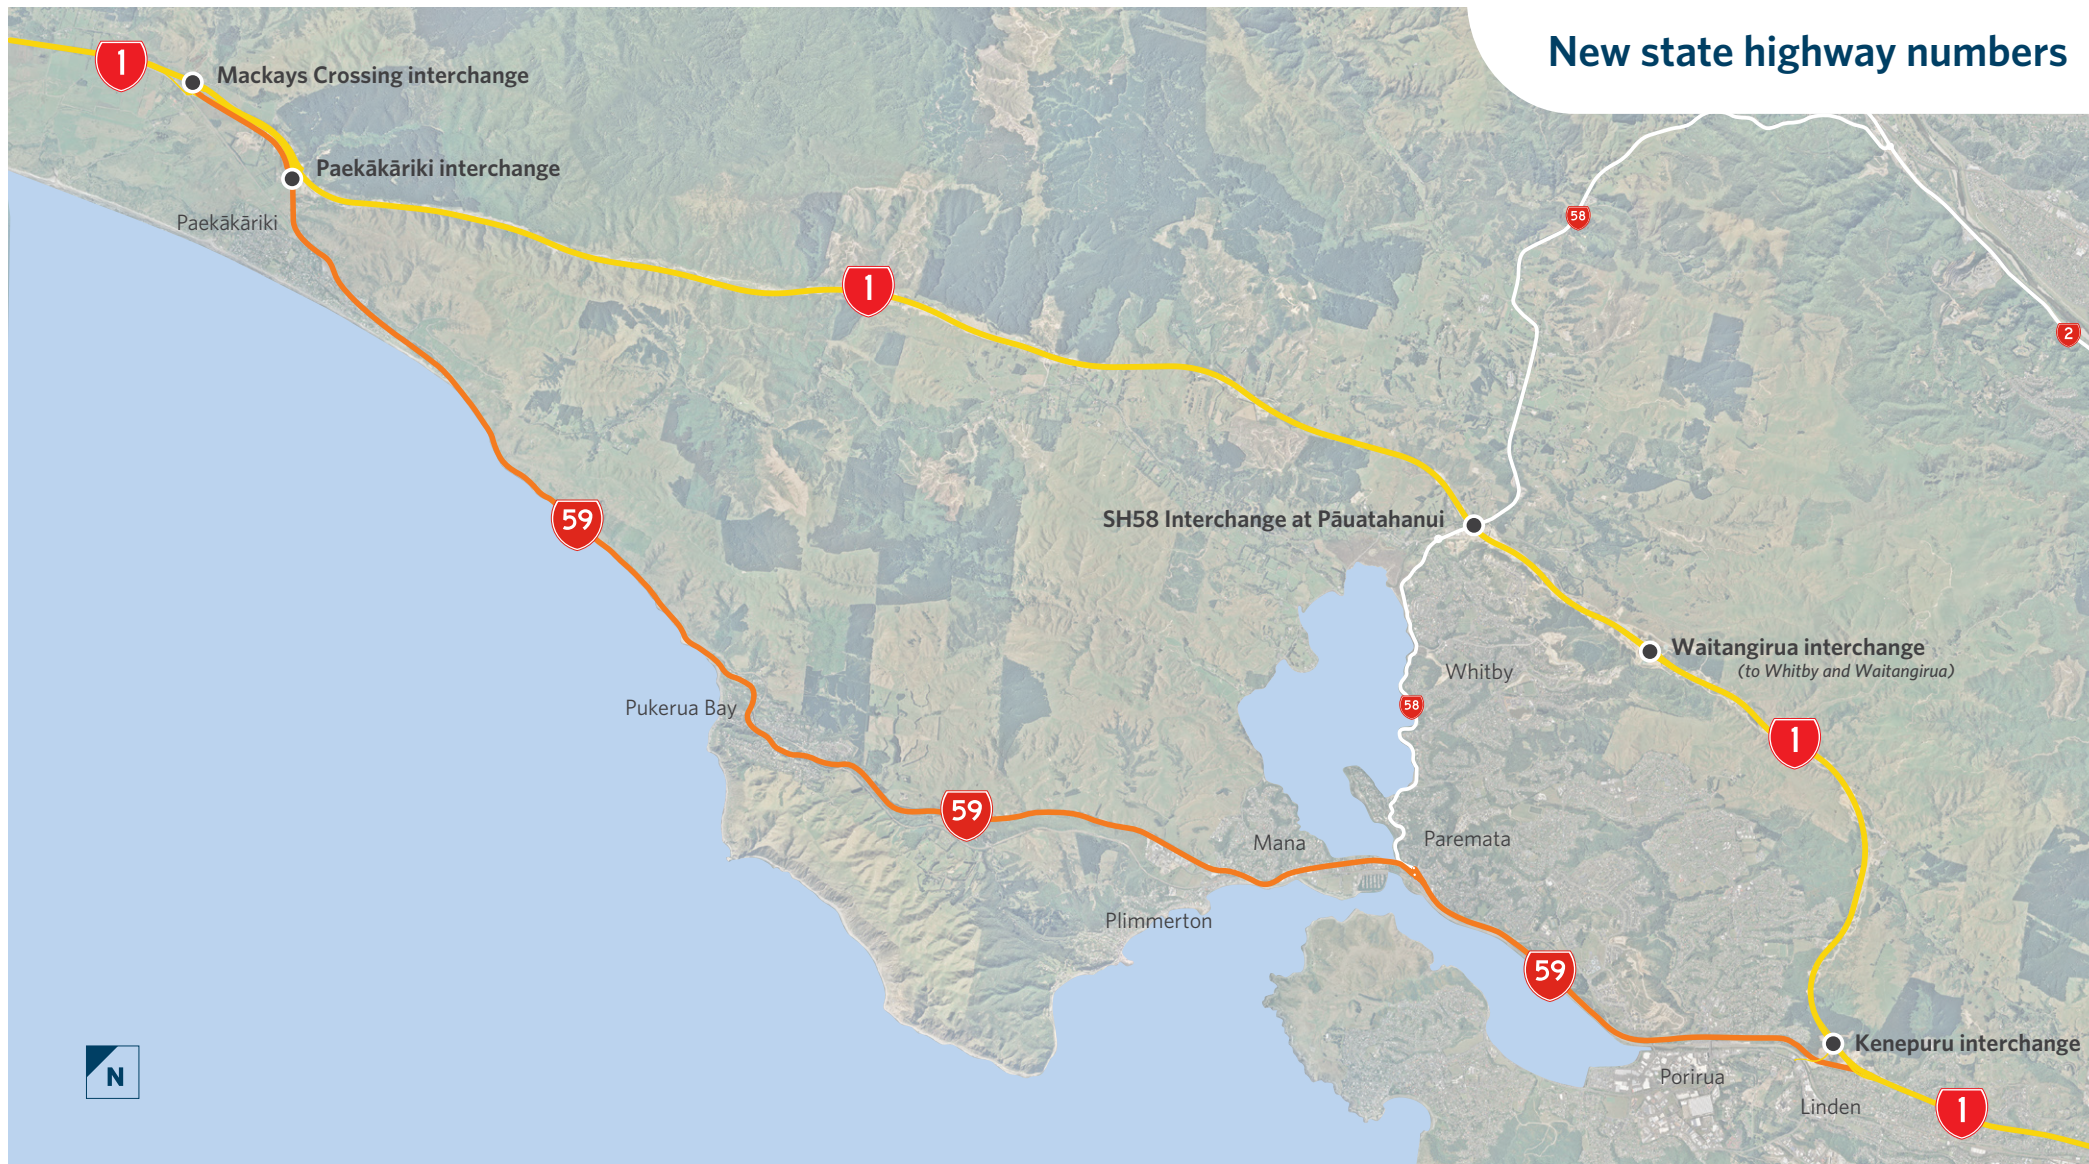 New state highway numbers
1
Mackays Crossing interchange
Paekākāriki interchange
Paekākāriki
58
1
2
59
SH58 Interchange at Pāuatahanui
Waitangirua interchange
(to Whitby and Waitangirua)
Whitby
58
Pukerua Bay
1
59
Mana
Paremata
Plimmerton
59
Kenepuru interchange
N
Porirua
Linden
1